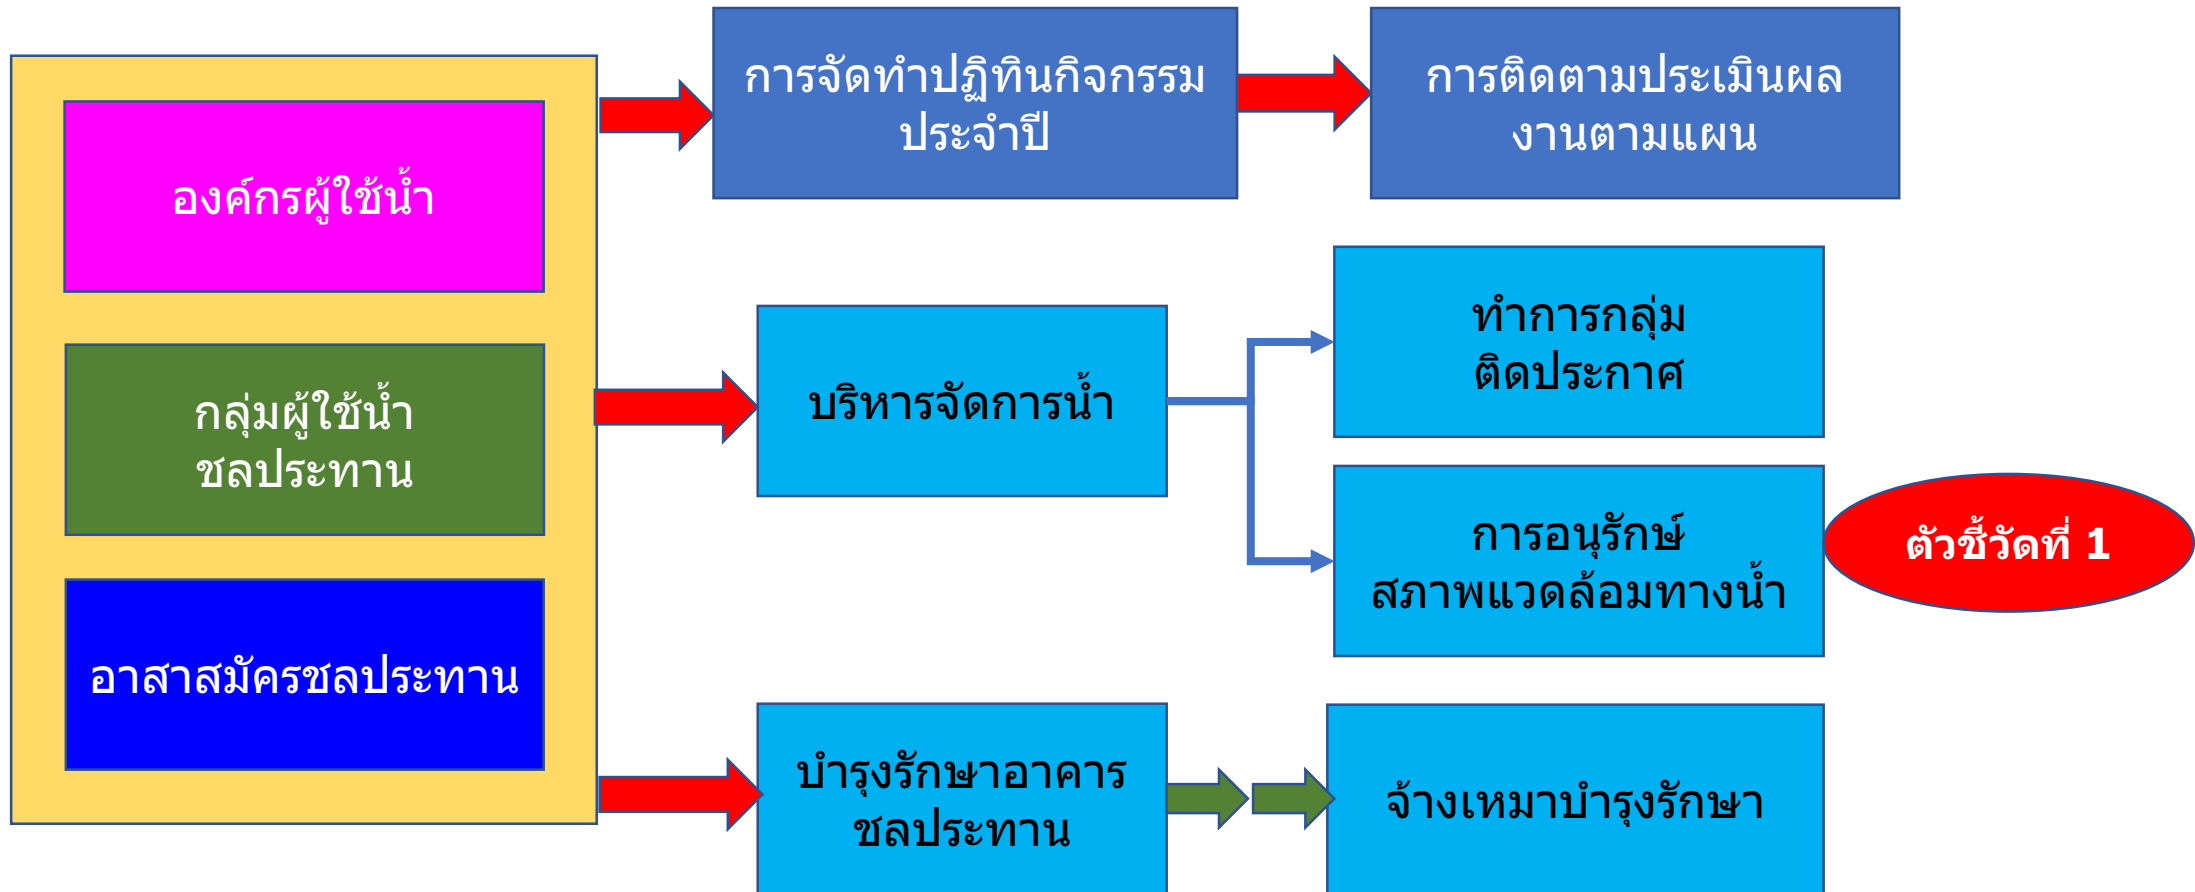 องค์กรผู้ใช้น้ำ
กลุ่มผู้ใช้น้ำ
ชลประทาน
อาสาสมัครชลประทาน
การจัดทำปฏิทินกิจกรรม
ประจำปี
การติดตามประเมินผล
งานตามแผน
บริหารจัดการน้ำ
ทำการกลุ่ม
ติดประกาศ
การอนุรักษ์
สภาพแวดล้อมทางน้ำ
ตัวชี้วัดที่ 1
บำรุงรักษาอาคาร
ชลประทาน
จ้างเหมาบำรุงรักษา